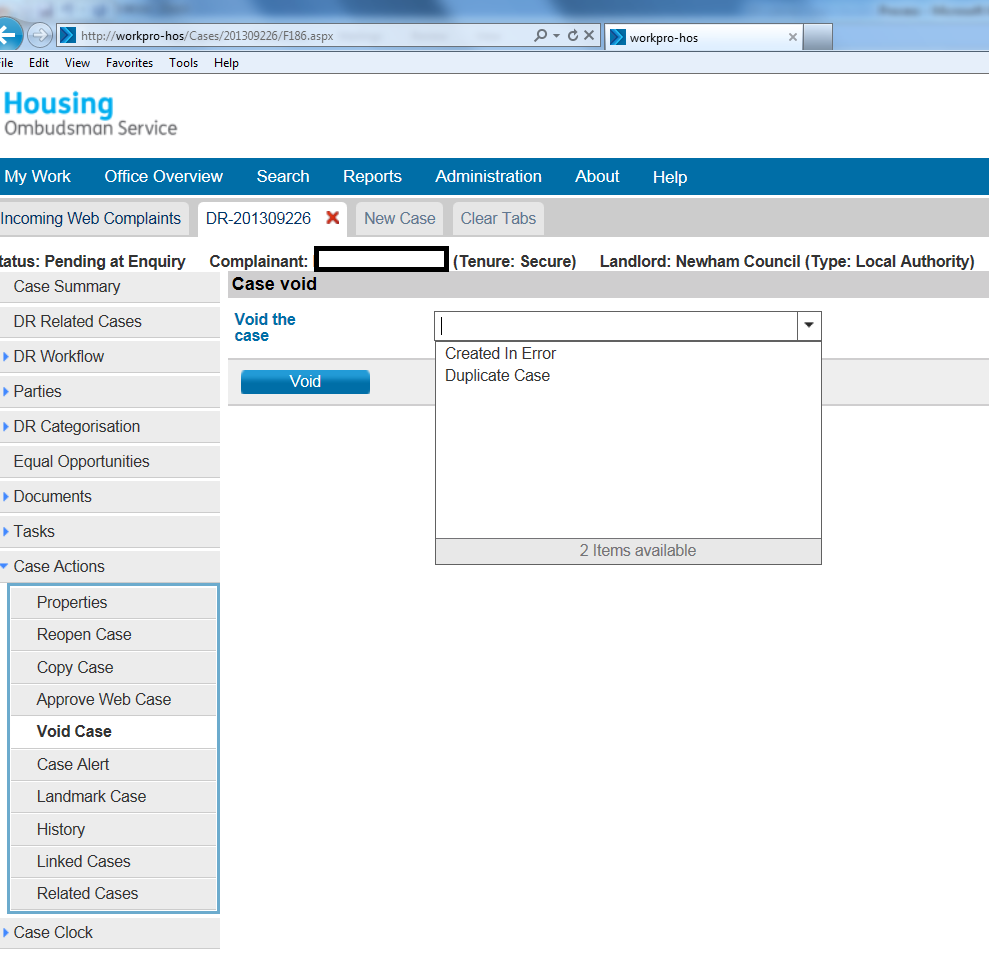 http://workpro-hos/Cases/201309226/F186.aspx
workpro-hos
ile Edit View Favorites Tools Help
Housing
Ombudsman Service
My Work Office Overview Search Reports Administration About Help
Incoming Web Complaints DR-201309226 New Case Clear Tabs
tatus: Pending at Enquiry Complainant: (Tenure: Secure) Landlord: Newham Council (Type: Local Authority)
Case Summary
DR Related Cases
DR Workflow
Parties
DR Categorisation
Equal Opportunities
Documents
Tasks
Case Actions
Properties
Reopen Case
Copy Case
Approve Web Case
Void Case
Case Alert
Landmark Case
History
Linked Cases
Related Cases
Case Clock
Case void
Void the
case
Created In Error
Duplicate Case
2 Items available
Void